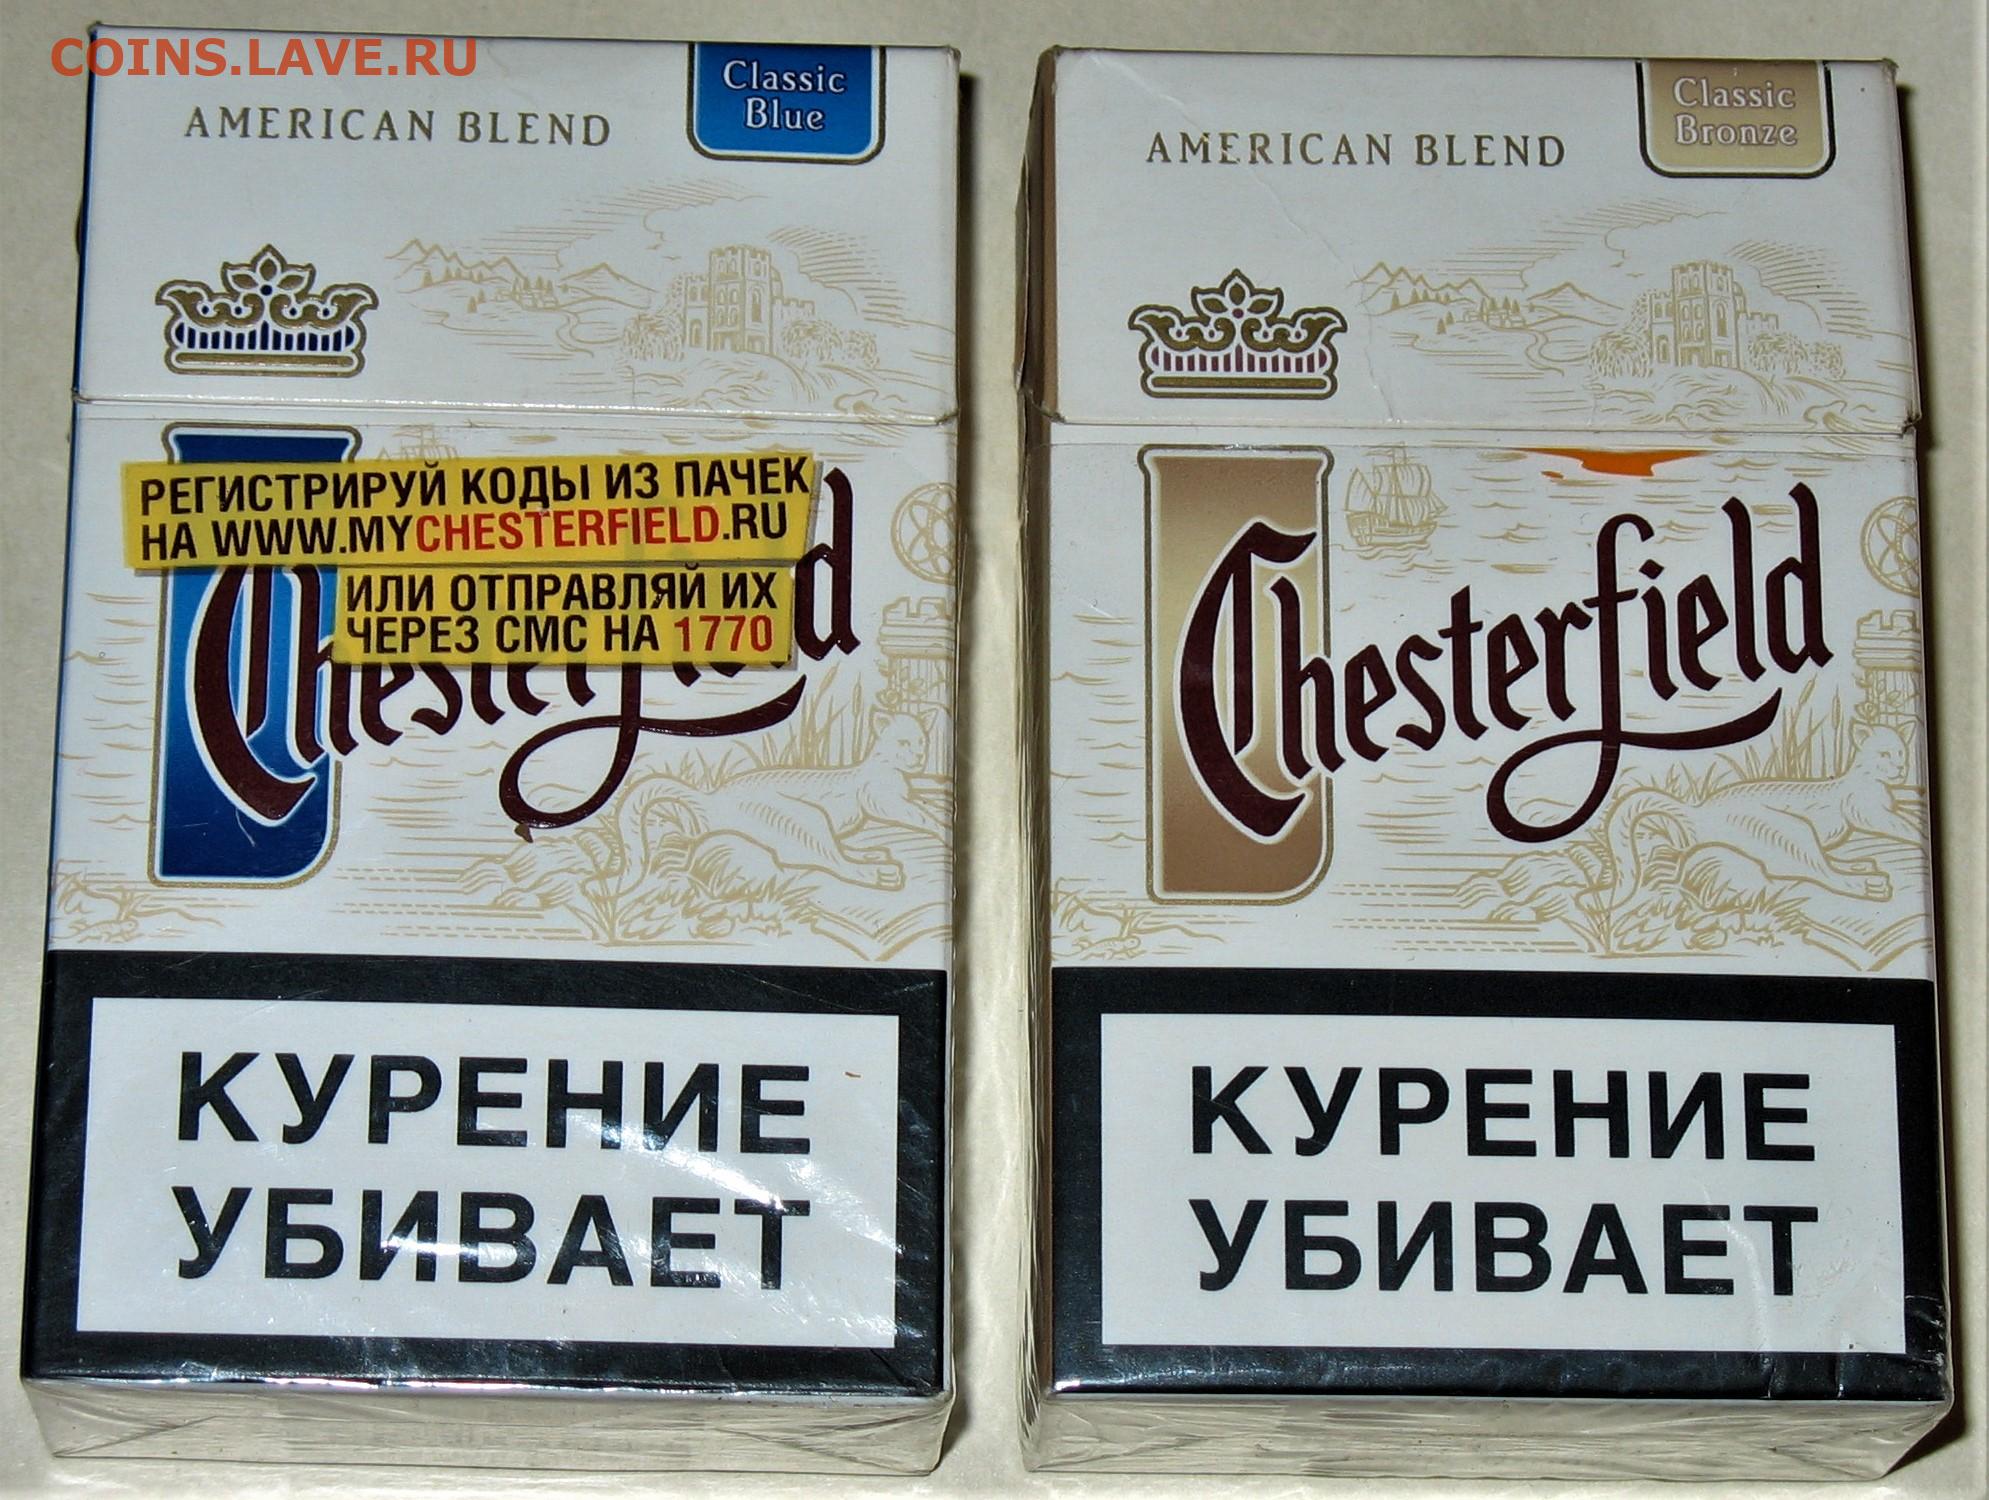 COINS.LAVE.RU
Classic
Blue
AMERICAN BLEND
РЕГИСТРИРУЙ КОДЫ ИЗ ПАЧЕК
НА WWW.MYCHESTERFIELD.RU
ИЛИ ОТПРАВЛЯЙ ИХ
ЧЕРЕЗ СМС НА 1770
Chesterfield
КУРЕНИЕ
УБИВАЕТ
Classic
Bronze
AMERICAN BLEND
Chesterfield
КУРЕНИЕ
УБИВАЕТ